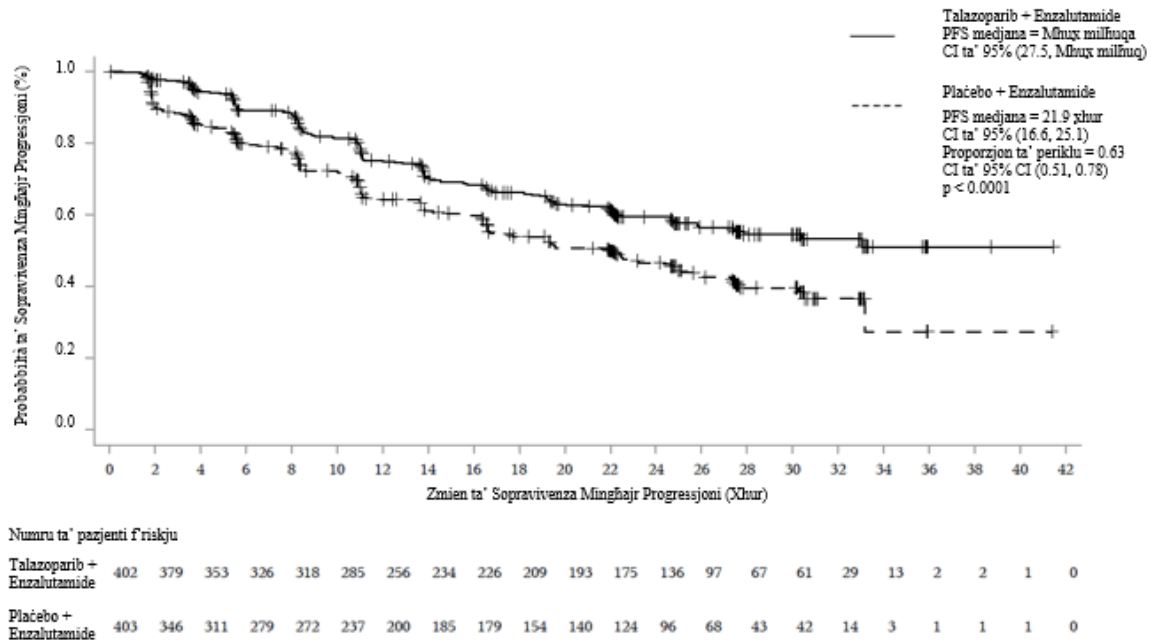 Talazoparib + Enzalutamide
PFS medjana = Mhux milħuqa
CI ta' 95% (27.5, Mhux milħuq)
Plaċebo + Enzalutamide
PFS medjana = 21.9 xhur
CI ta' 95% (16.6, 25.1)
Proporzjon ta' periklu = 0.63
CI ta' 95% CI (0.51, 0.78)
p < 0.0001
Probabbiltà ta' Sopravivenza Mingħajr Progressjoni (%)
1.0
0.8
0.6
0.4
0.2
0.0
0 2 4 6 8 10 12 14 16 18 20 22 24 26 28 30 32 34 36 38 40 42
Zmien ta' Sopravivenza Mingħajr Progressjoni (Xhur)
Numru ta' pazjenti f'riskju
Talazoparib +
Enzalutamide 402 379 353 326 318 285 256 234 226 209 193 175 136 97 67 61 29 13 2 2 1 0
Plaċebo +
Enzalutamide 403 346 311 279 272 237 200 185 179 154 140 124 96 68 43 42 14 3 1 1 1 0